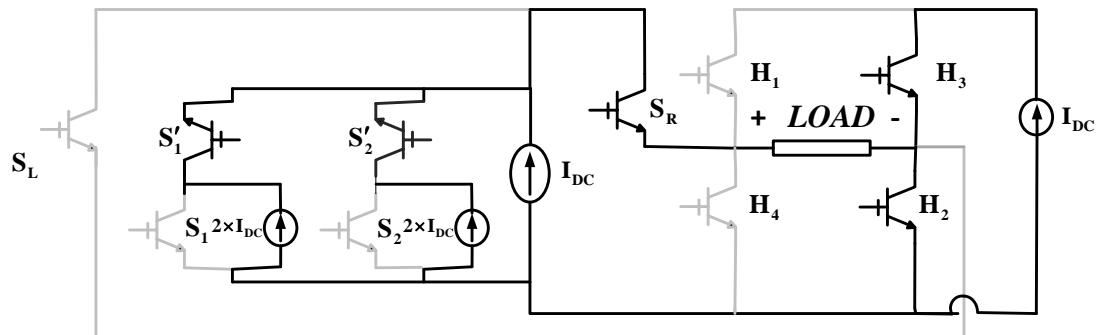 S_L
S'_1
S_1
2×I_DC
S'_2
S_2
2×I_DC
I_DC
S_R
H_1
H_3
+ LOAD -
H_4
H_2
I_DC